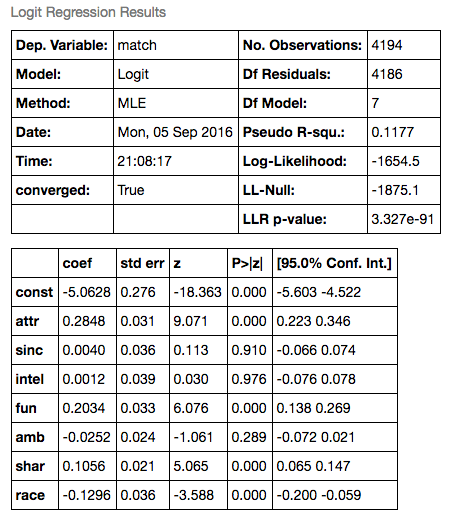 Logit Regression Results
Dep. Variable: match No. Observations: 4194
Model: Logit Df Residuals: 4186
Method: MLE Df Model: 7
Date: Mon, 05 Sep 2016 Pseudo R-squ.: 0.1177
Time: 21:08:17 Log-Likelihood: -1654.5
converged: True LL-Null: -1875.1
LLR p-value: 3.327e-91
coef std err z P>|z| [95.0% Conf. Int.]
const -5.0628 0.276 -18.363 0.000 -5.603 -4.522
attr 0.2848 0.031 9.071 0.000 0.223 0.346
sinc 0.0040 0.036 0.113 0.910 -0.066 0.074
intel 0.0012 0.039 0.030 0.976 -0.076 0.078
fun 0.2034 0.033 6.076 0.000 0.138 0.269
amb -0.0252 0.024 -1.061 0.289 -0.072 0.021
shar 0.1056 0.021 5.065 0.000 0.065 0.147
race -0.1296 0.036 -3.588 0.000 -0.200 -0.059